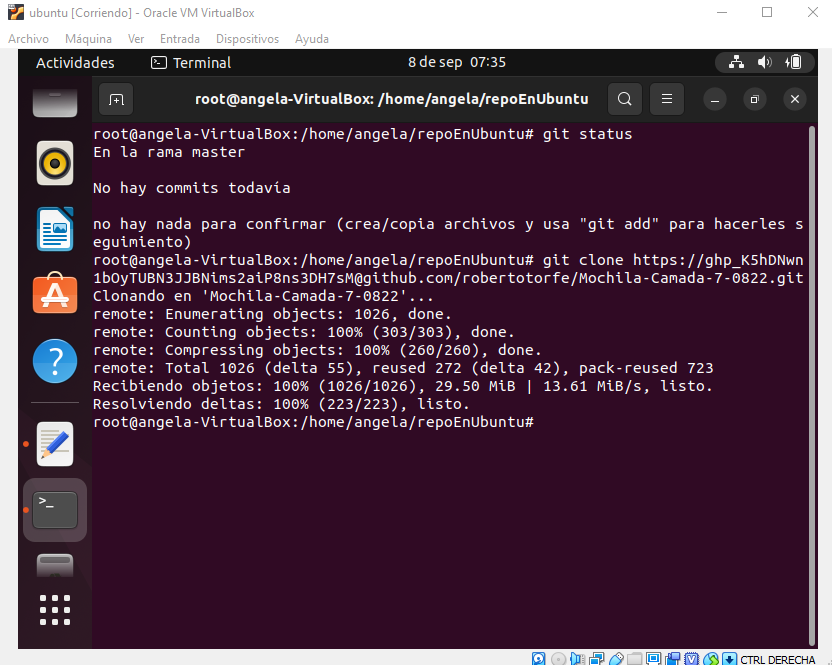 ubuntu [Corriendo] - Oracle VM VirtualBox
Archivo Máquina Ver Entrada Dispositivos Ayuda
Actividades Terminal 8 de sep 07:35
root@angela-VirtualBox: /home/angela/repoEnUbuntu
root@angela-VirtualBox:/home/angela/repoEnUbuntu# git status
En la rama master
No hay commits todavía
no hay nada para confirmar (crea/copia archivos y usa "git add" para hacerles s
eguimiento)
root@angela-VirtualBox:/home/angela/repoEnUbuntu# git clone https://ghp_K5hDNwn
1bOyTUBN3JJBNims2aiP8ns3DH7sM@github.com/robertotorfe/Mochila-Camada-7-0822.git
Clonando en 'Mochila-Camada-7-0822'...
remote: Enumerating objects: 1026, done.
remote: Counting objects: 100% (303/303), done.
remote: Compressing objects: 100% (260/260), done.
remote: Total 1026 (delta 55), reused 272 (delta 42), pack-reused 723
Recibiendo objetos: 100% (1026/1026), 29.50 MiB | 13.61 MiB/s, listo.
Resolviendo deltas: 100% (223/223), listo.
root@angela-VirtualBox:/home/angela/repoEnUbuntu#
CTRL DERECHA